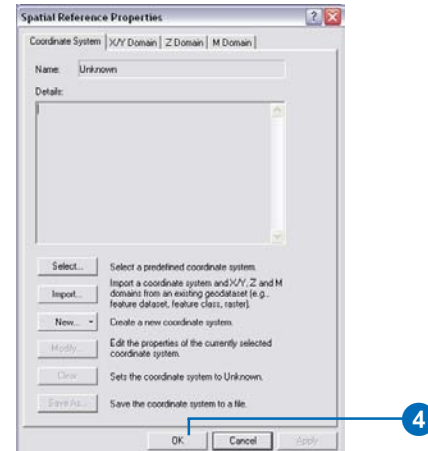 Spatial Reference Properties
Coordinate System X/Y Domain Z Domain M Domain
Name: Unknown
Details:
Select... Select a predefined coordinate system.
Import... Import a coordinate system and X/Y, Z and M
domains from an existing geodataset (e.g.,
feature dataset, feature class, raster).
New... Create a new coordinate system.
Modify... Edit the properties of the currently selected
coordinate system.
Clear Sets the coordinate system to Unknown.
Save As... Save the coordinate system to a file.
OK Cancel Apply
4